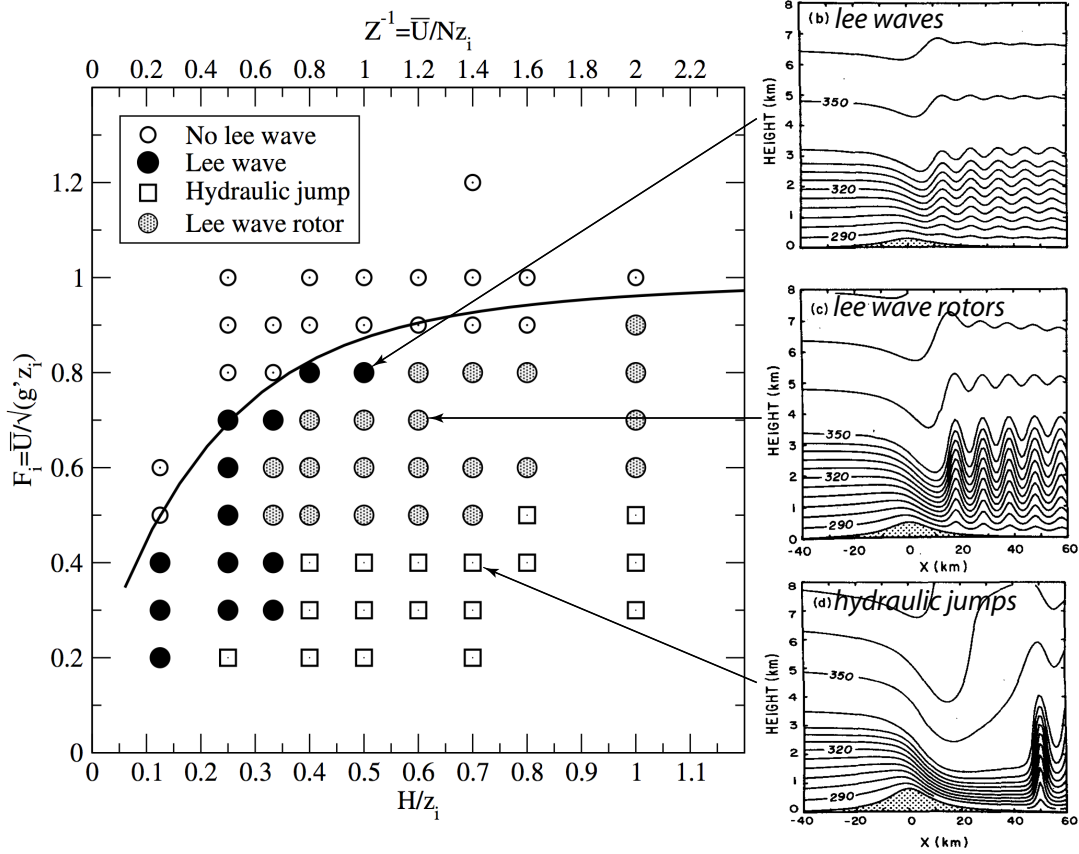 Z⁻¹=U̅/Nzᵢ
0 0.2 0.4 0.6 0.8 1 1.2 1.4 1.6 1.8 2 2.2
No lee wave
Lee wave
Hydraulic jump
Lee wave rotor
Fᵢ=U̅/√(g'zᵢ)
12
1
0.8
0.6
0.4
0.2
0
0 0.1 0.2 0.3 0.4 0.5 0.6 0.7 0.8 0.9 1 1.1
H/zᵢ
(b) lee waves
HEIGHT (km)
8
7
6
5
4
3
2
1
0
350
320
290
(c) lee wave rotors
HEIGHT (km)
8
7
6
5
4
3
2
1
0
350
320
290
-40 -20 0 20 40 60
X (km)
(d) hydraulic jumps
HEIGHT (km)
8
7
6
5
4
3
2
1
0
350
320
290
-40 -20 0 20 40 60
X (km)